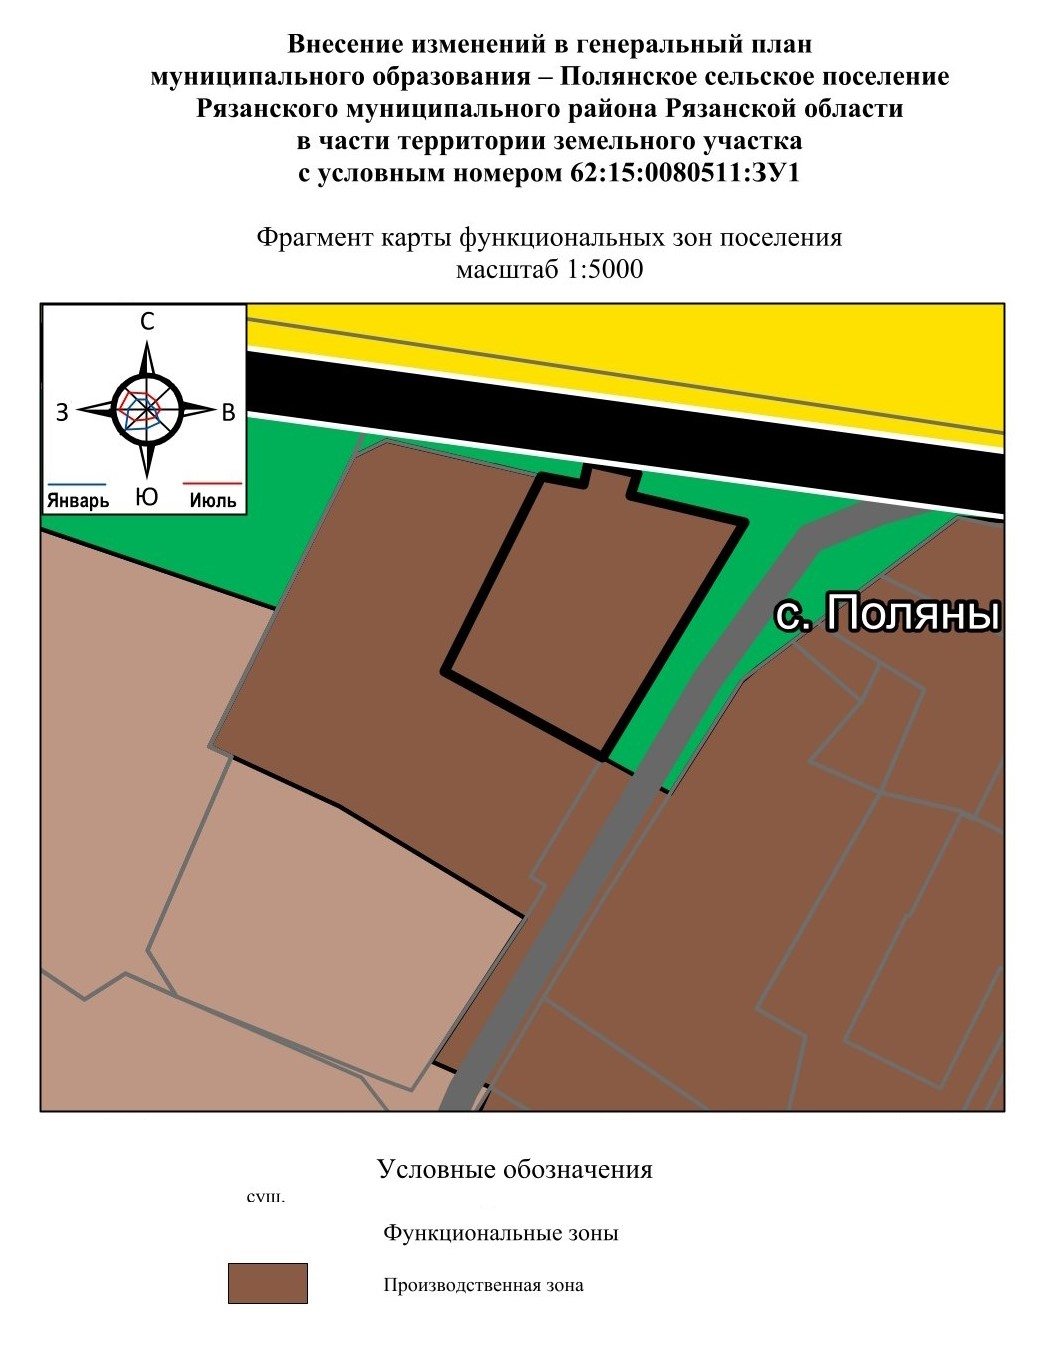 Внесение изменений в генеральный план
муниципального образования – Полянское сельское поселение
Рязанского муниципального района Рязанской области
в части территории земельного участка
с условным номером 62:15:0080511:ЗУ1
Фрагмент карты функциональных зон поселения
масштаб 1:5000
С
З
В
Ю
Январь
Июль
с. Поляны
Условные обозначения
сущ.
Функциональные зоны
Производственная зона